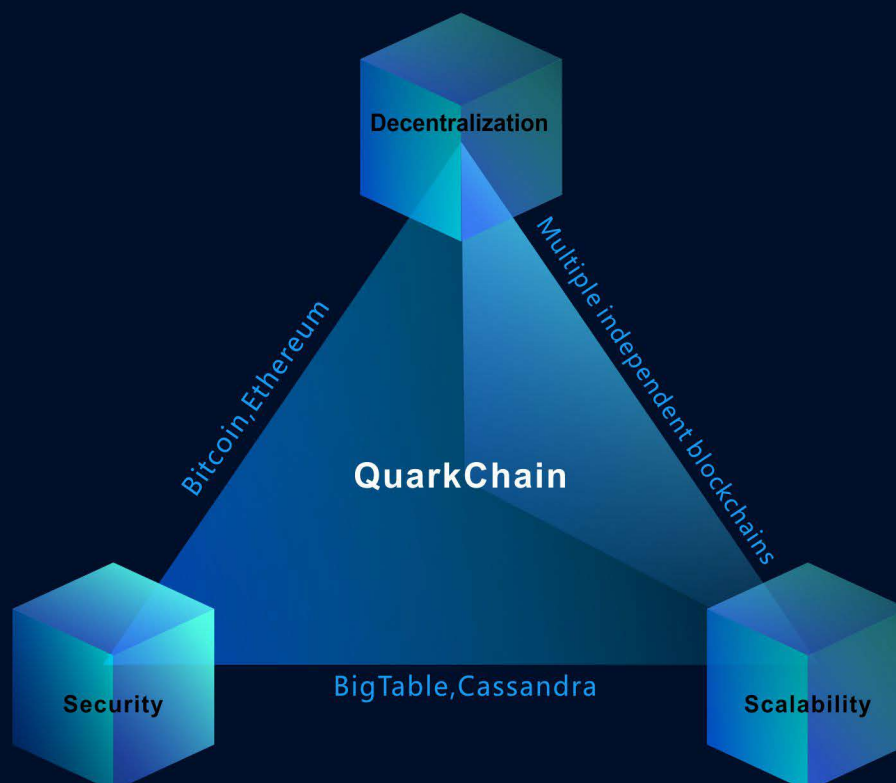 Decentralization
Bitcoin,Ethereum
Multiple independent blockchains
QuarkChain
Security
BigTable,Cassandra
Scalability